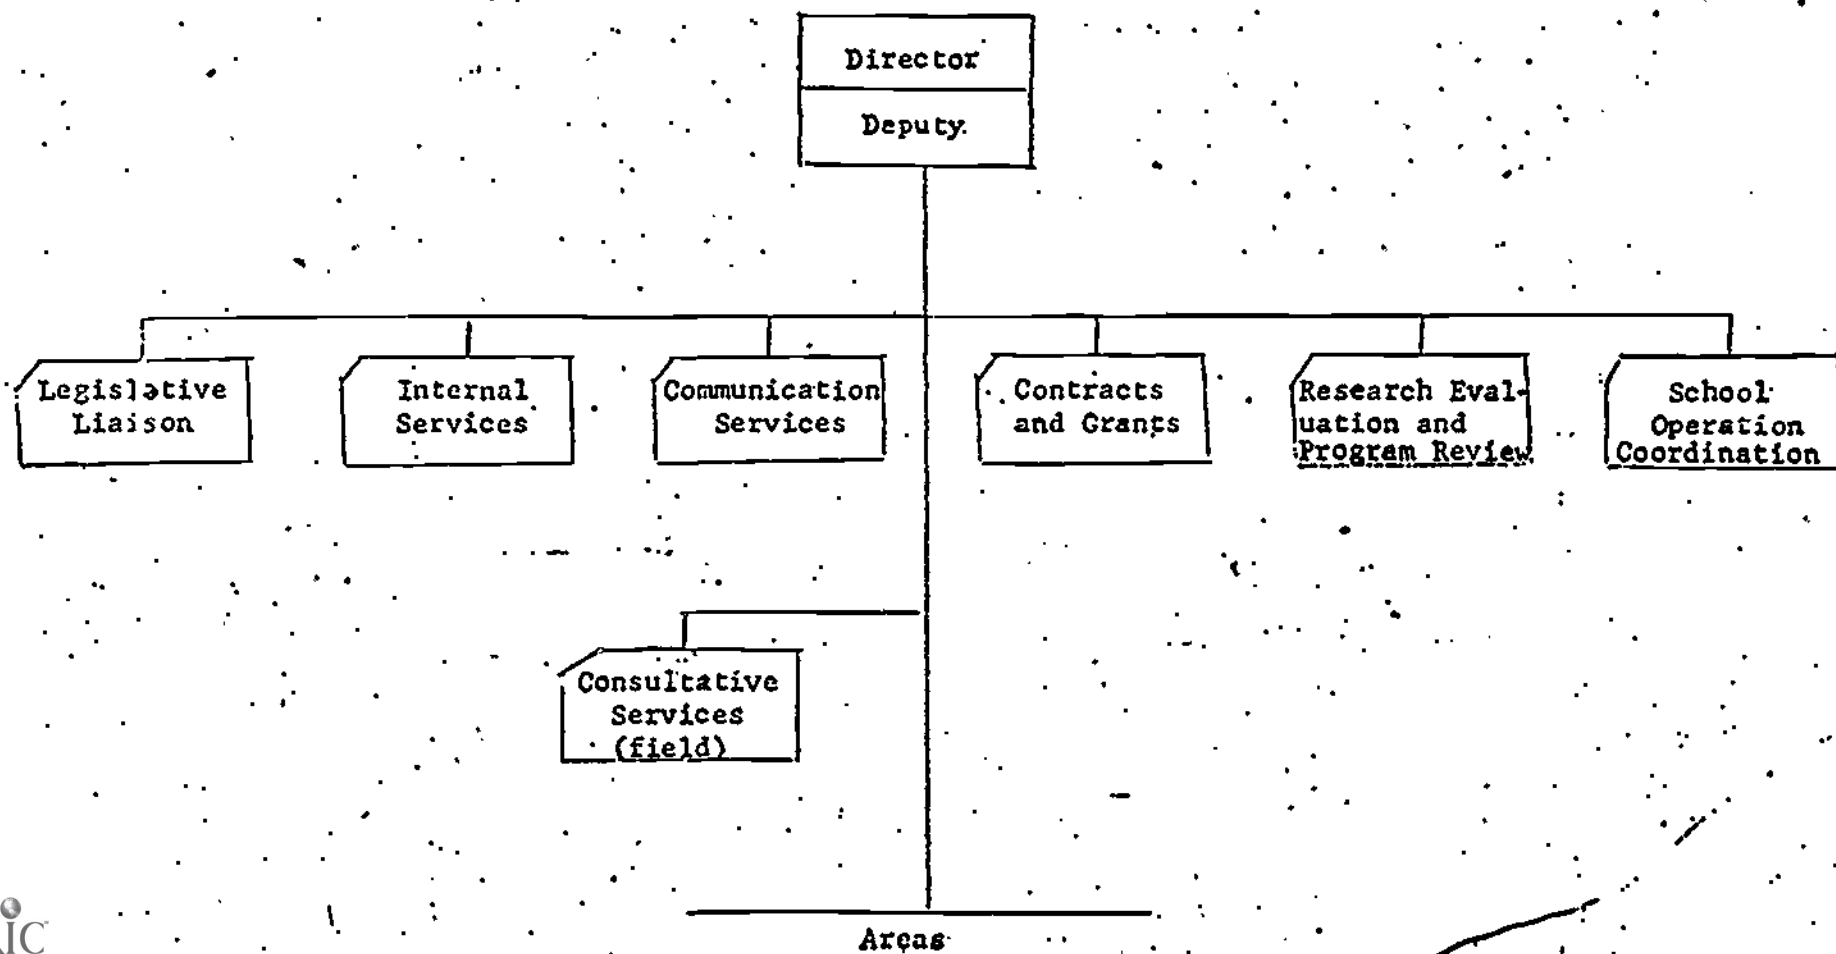 Director
Deputy
Legislative
Liaison
Internal
Services
Communication
Services
Contracts
and Grants
Research Eval-
uation and
Program Review
School
Operation
Coordination
Consultative
Services
(field)
Areas
IC